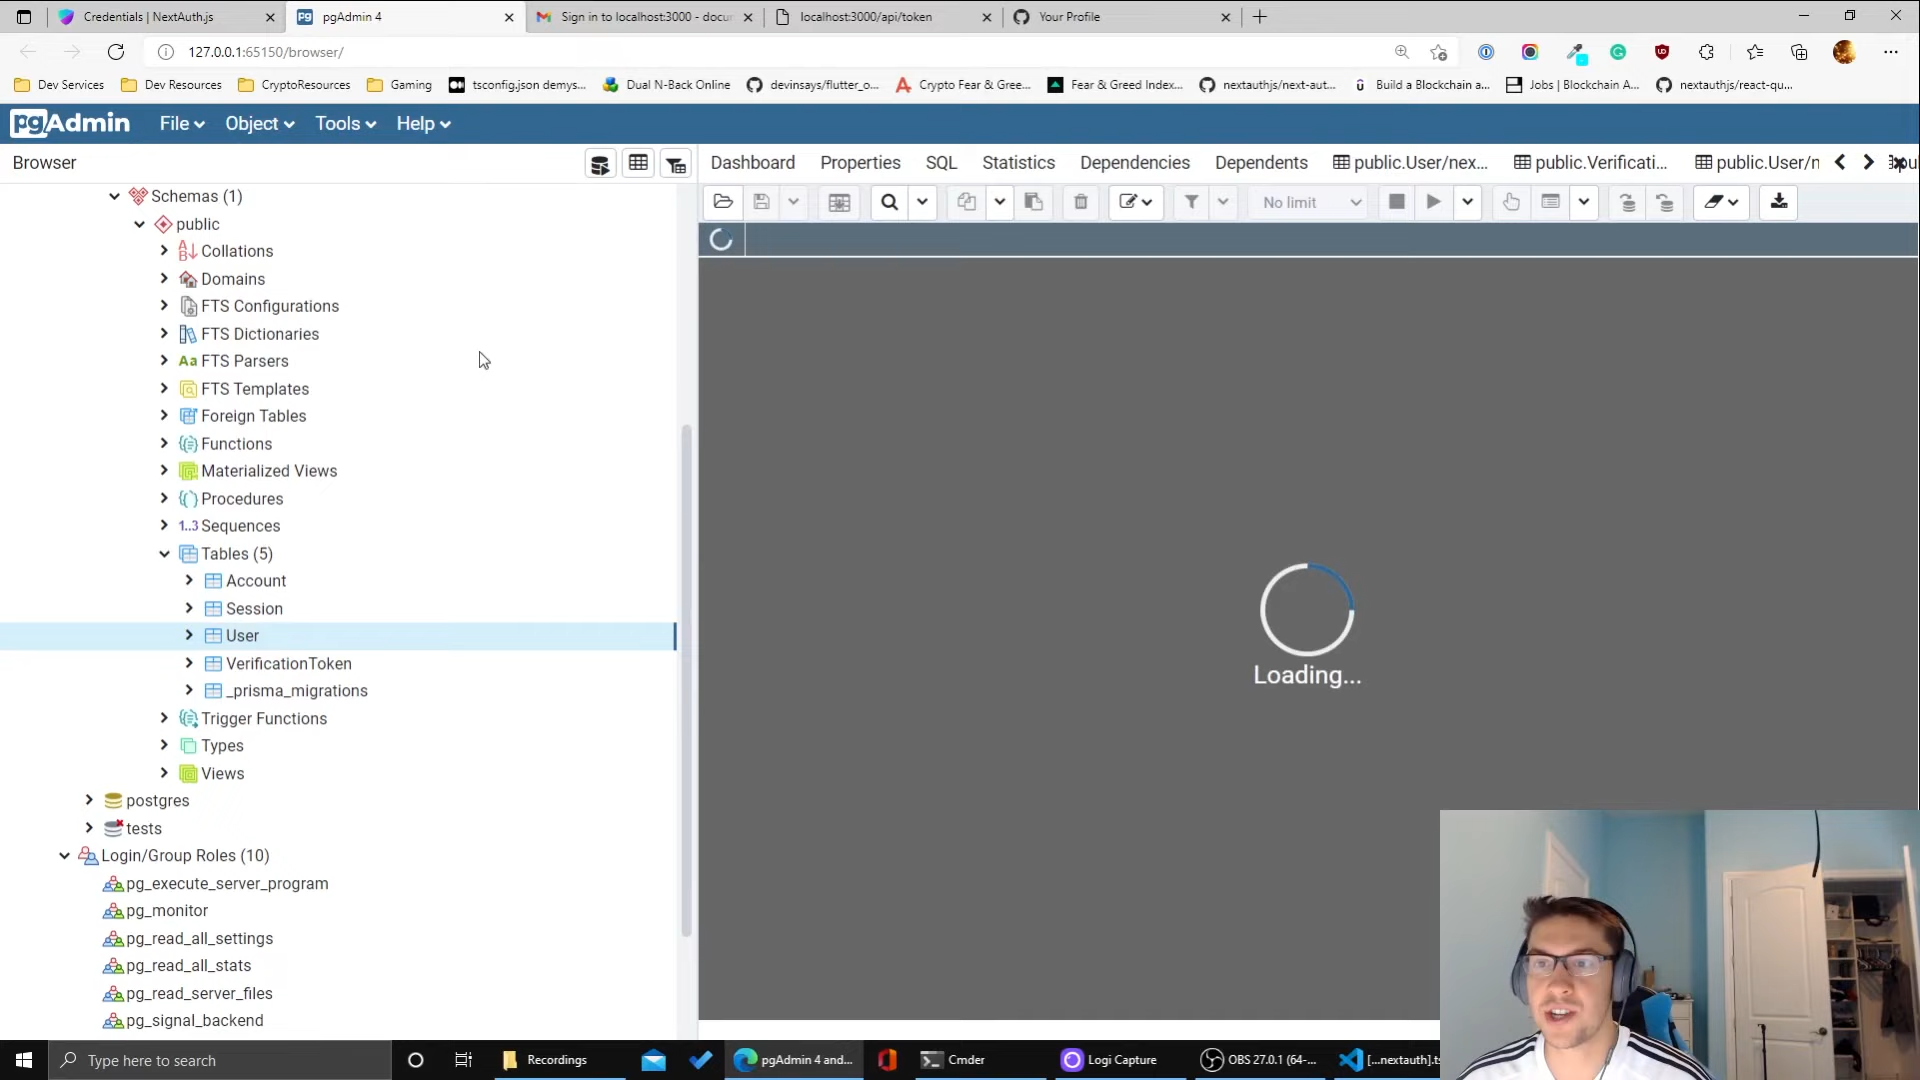 Credentials | NextAuth.js
pgAdmin 4
Sign in to localhost:3000 - docu
localhost:3000/api/token
Your Profile
127.0.0.1:65150/browser/
Dev Services
Dev Resources
CryptoResources
Gaming
tsconfig.json demys...
Dual N-Back Online
devinsays/flutter_o...
Crypto Fear & Gree...
Fear & Greed Index...
nextauthjs/next-aut...
Build a Blockchain a...
Jobs | Blockchain A...
nextauthjs/react-qu...
pgAdmin
File
Object
Tools
Help
Browser
Dashboard
Properties
SQL
Statistics
Dependencies
Dependents
public.User/nex...
public.Verificati...
public.User/n
No limit
Schemas (1)
public
Collations
Domains
FTS Configurations
FTS Dictionaries
Aa FTS Parsers
FTS Templates
Foreign Tables
Functions
Materialized Views
Procedures
1..3 Sequences
Tables (5)
Account
Session
User
VerificationToken
_prisma_migrations
Trigger Functions
Types
Views
postgres
tests
Login/Group Roles (10)
pg_execute_server_program
pg_monitor
pg_read_all_settings
pg_read_all_stats
pg_read_server_files
pg_signal_backend
Loading...
Type here to search
Recordings
pgAdmin 4 and...
Cmder
Logi Capture
OBS 27.0.1 (64-...
[...nextauth].ts